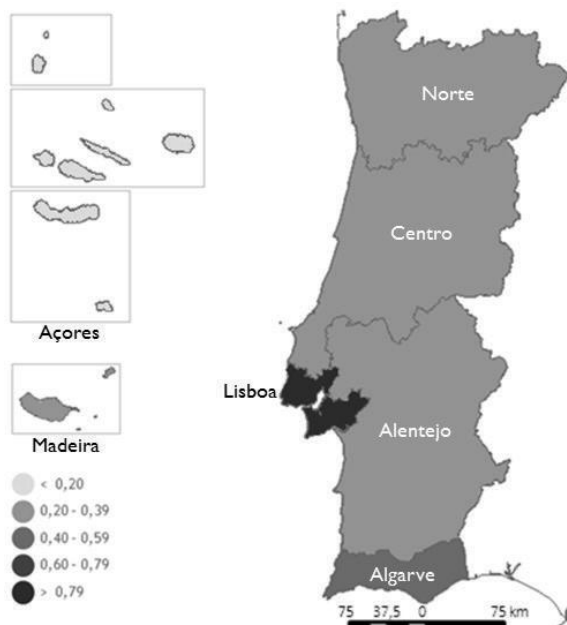 Norte
Centro
Açores
Lisboa
Alentejo
Madeira
< 0,20
0,20 - 0,39
0,40 - 0,59
0,60 - 0,79
> 0,79
Algarve
75 37,5 0 75 km